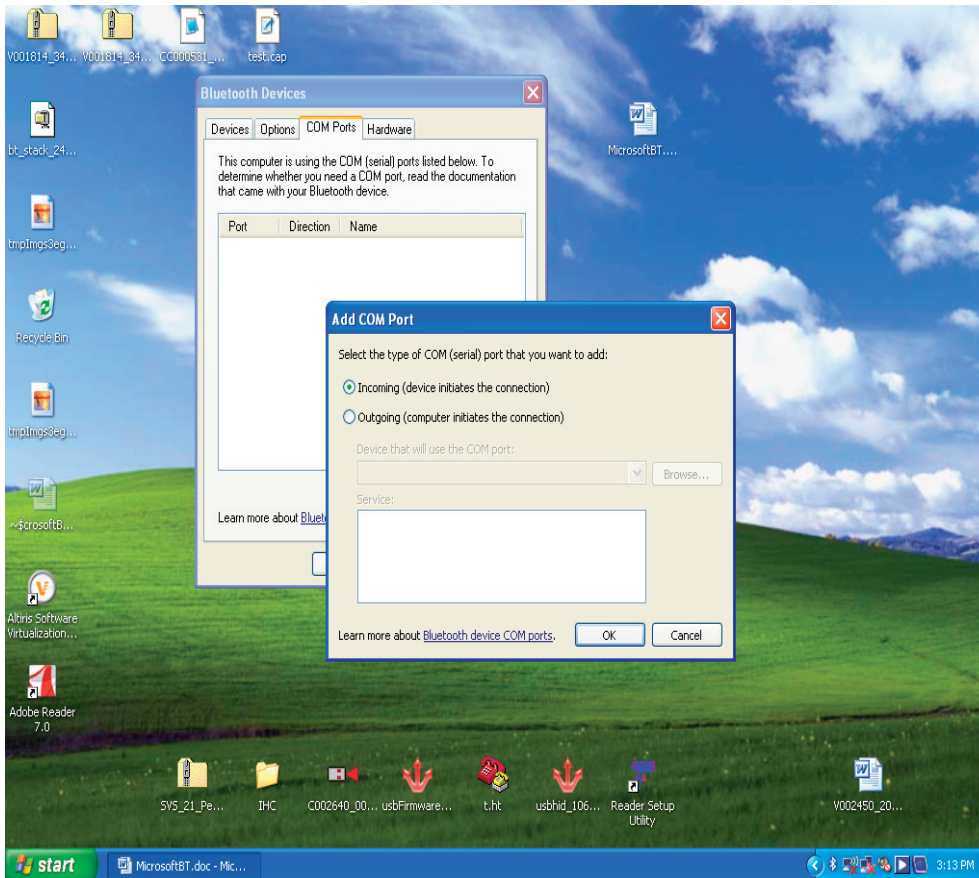 V001814_34...
V001814_34...
CC000531_...
test.cap
Bluetooth Devices
Devices
Options
COM Ports
Hardware
This computer is using the COM (serial) ports listed below. To
determine whether you need a COM port, read the documentation
that came with your Bluetooth device.
Port
Direction
Name
bt_stack_24...
MicrosoftBT....
tmpImgs3eg...
Recycle Bin
Add COM Port
Select the type of COM (serial) port that you want to add:
Incoming (device initiates the connection)
Outgoing (computer initiates the connection)
Device that will use the COM port:
Browse...
Service:
tmpImgs3eg...
~$crosoftB...
Learn more about Bluet
Altiris Software
Virtualization...
Learn more about Bluetooth device COM ports.
OK
Cancel
Adobe Reader
7.0
SVS_21_Pe...
IHC
C002640_00...
usbFirmware...
t.ht
usbhid_106...
Reader Setup
Utility
V002450_20...
start
MicrosoftBT.doc - Mic...
3:13 PM